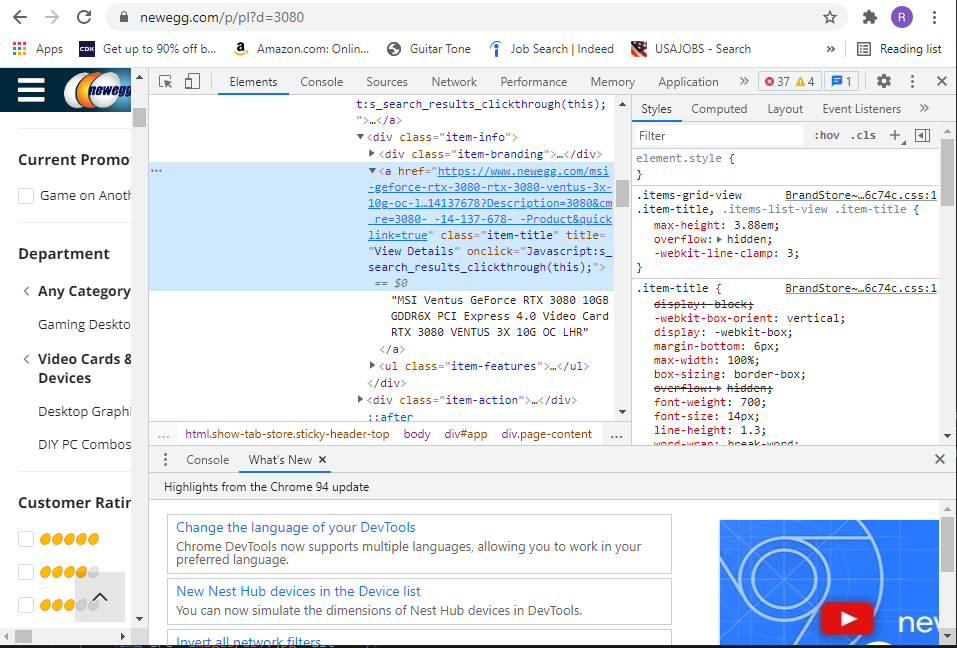 newegg.com/p/pl?d=3080
R
Apps
CDK
Get up to 90% off b...
Amazon.com: Onlin...
Guitar Tone
Job Search | Indeed
USAJOBS - Search
»
Reading list
newegg
Elements
Console
Sources
Network
Performance
Memory
Application
»
37
4
1
Current Promo
Game on Anoth
Department
Any Category
Gaming Deskto
Video Cards &
Devices
Desktop Graphi
DIY PC Combos
Customer Ratin
t:s_search_results_clickthrough(this);
">…</a>
<div class="item-info">
<div class="item-branding">…</div>
<a href="https://www.newegg.com/msi
-geforce-rtx-3080-rtx-3080-ventus-3x-
10g-oc-l…14137678?Description=3080&cm
_re=3080-_-14-137-678-_-Product&quick
link=true" class="item-title" title=
"View Details" onclick="Javascript:s_
search_results_clickthrough(this);">
== $0
"MSI Ventus GeForce RTX 3080 10GB
GDDR6X PCI Express 4.0 Video Card
RTX 3080 VENTUS 3X 10G OC LHR"
</a>
<ul class="item-features">…</ul>
</div>
<div class="item-action">…</div>
::after
...
html.show-tab-store.sticky-header-top
body
div#app
div.page-content
...
Styles
Computed
Layout
Event Listeners
»
Filter
:hov
.cls
+
element.style {
}
.items-grid-view
BrandStore~…6c74c.css:1
.item-title, .items-list-view .item-title {
max-height: 3.88em;
overflow: hidden;
-webkit-line-clamp: 3;
}
.item-title {
BrandStore~…6c74c.css:1
display: block;
-webkit-box-orient: vertical;
display: -webkit-box;
margin-bottom: 6px;
max-width: 100%;
box-sizing: border-box;
overflow: hidden;
font-weight: 700;
font-size: 14px;
line-height: 1.3;
word-wrap: break-word;
Console
What's New
Highlights from the Chrome 94 update
Change the language of your DevTools
Chrome DevTools now supports multiple languages, allowing you to work in your
preferred language.
New Nest Hub devices in the Device list
You can now simulate the dimensions of Nest Hub devices in DevTools.
Invert all network filters
nev